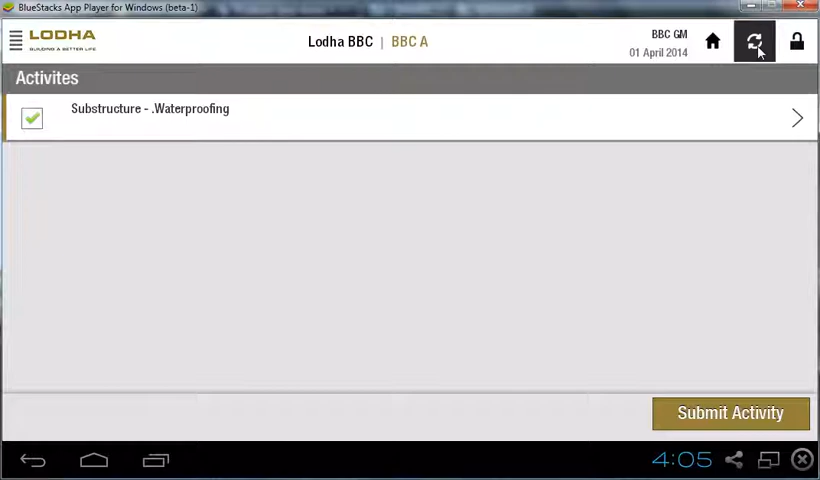 BlueStacks App Player for Windows (beta-1)
LODHA
BUILDING A BETTER LIFE
Lodha BBC | BBC A
BBC GM
01 April 2014
Activites
Substructure - .Waterproofing
Submit Activity
4:05